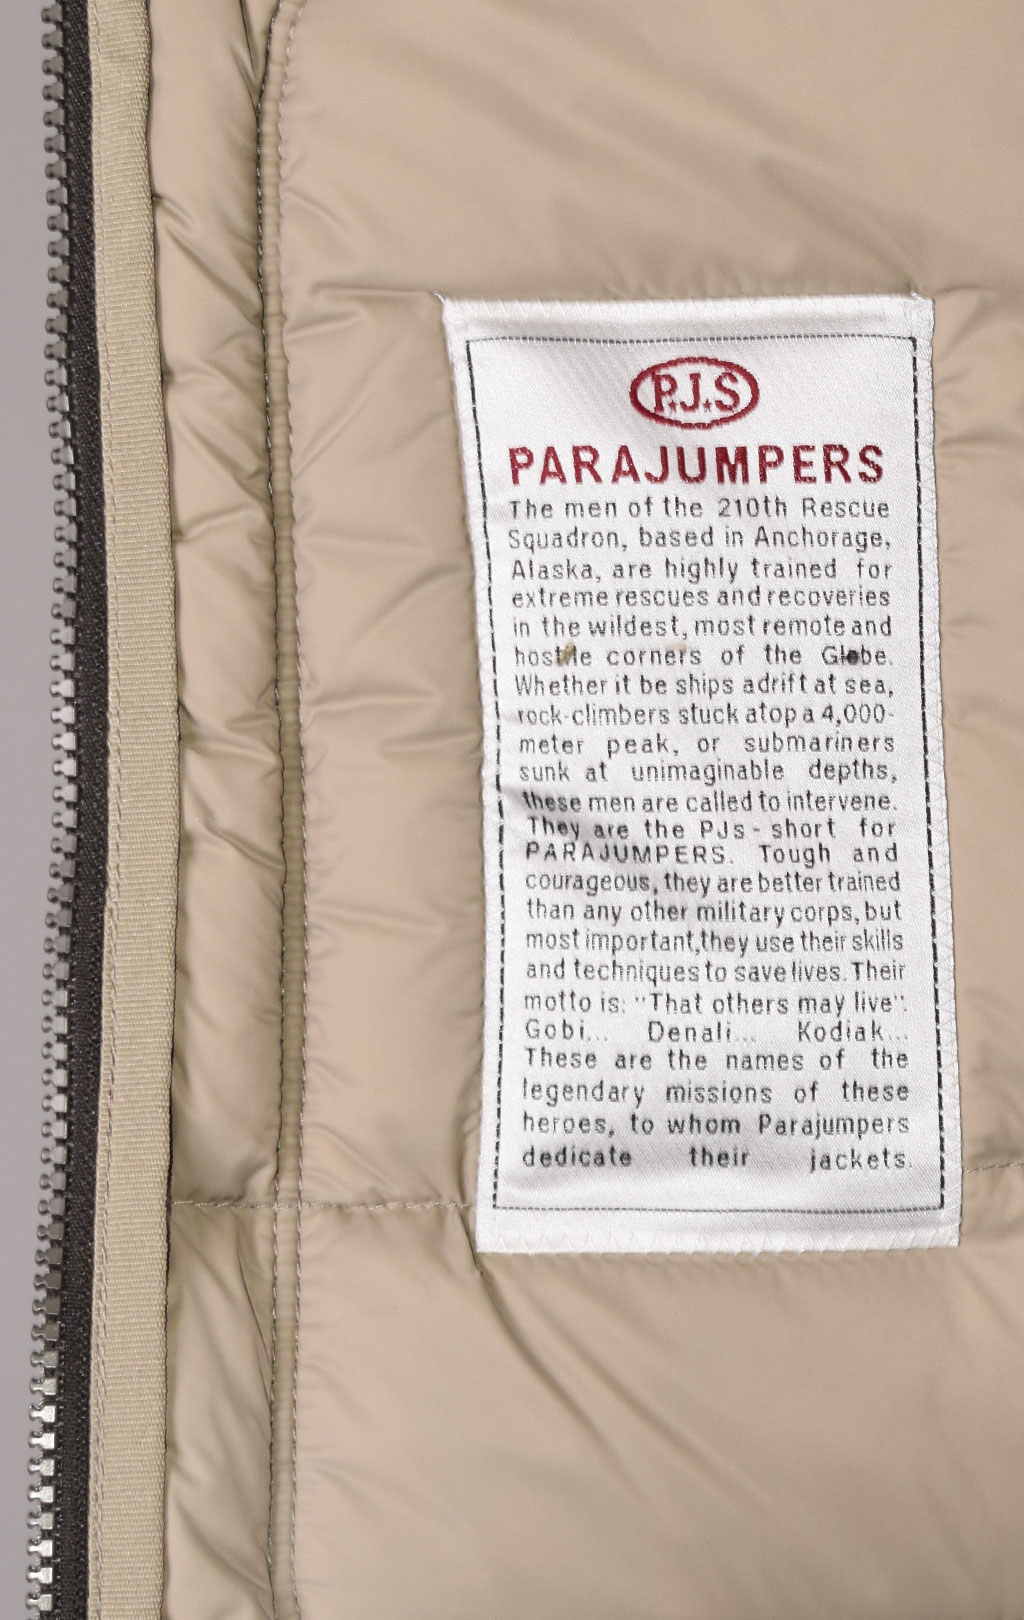 P.J.S
PARAJUMPERS
The men of the 210th Rescue
Squadron, based in Anchorage,
Alaska, are highly trained for
extreme rescues and recoveries
in the wildest, most remote and
hostile corners of the Globe.
Whether it be ships adrift at sea,
rock-climbers stuck atop a 4,000-
meter peak, or submariners
sunk at unimaginable depths,
these men are called to intervene.
They are the PJs - short for
PARAJUMPERS. Tough and
courageous, they are better trained
than any other military corps, but
most important,they use their skills
and techniques to save lives. Their
motto is: "That others may live".
Gobi... Denali... Kodiak...
These are the names of the
legendary missions of these
heroes, to whom Parajumpers
dedicate their jackets.